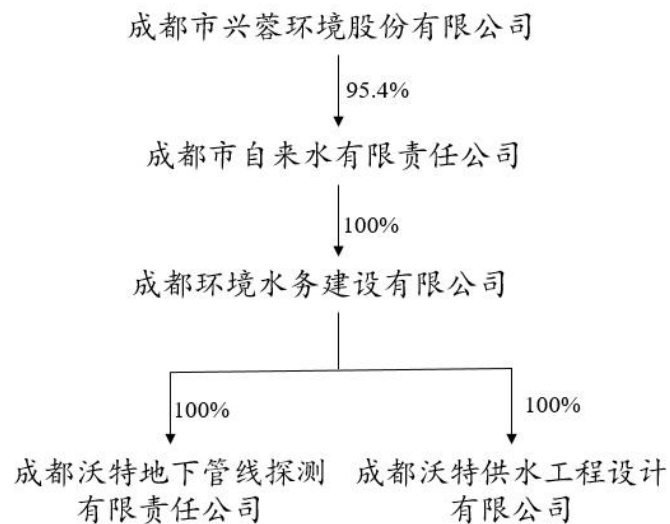 成都市兴蓉环境股份有限公司
95.4%
成都市自来水有限责任公司
100%
成都环境水务建设有限公司
100%
100%
成都沃特地下管线探测
有限责任公司
成都沃特供水工程设计
有限公司